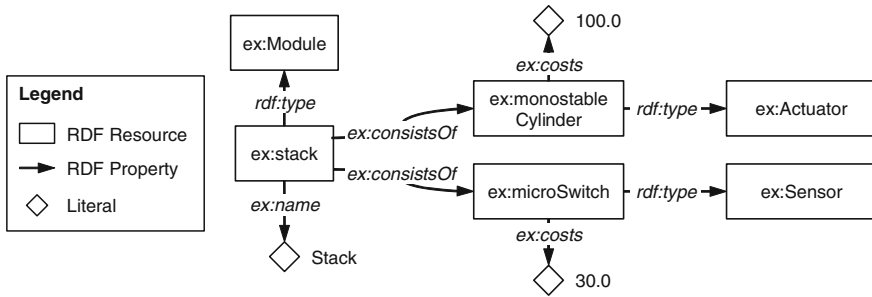 Legend
RDF Resource
RDF Property
Literal
ex:Module
rdf:type
ex:stack
ex:name
Stack
ex:consistsOf
ex:consistsOf
100.0
ex:costs
ex:monostable
Cylinder
rdf:type
ex:Actuator
ex:microSwitch
rdf:type
ex:Sensor
ex:costs
30.0